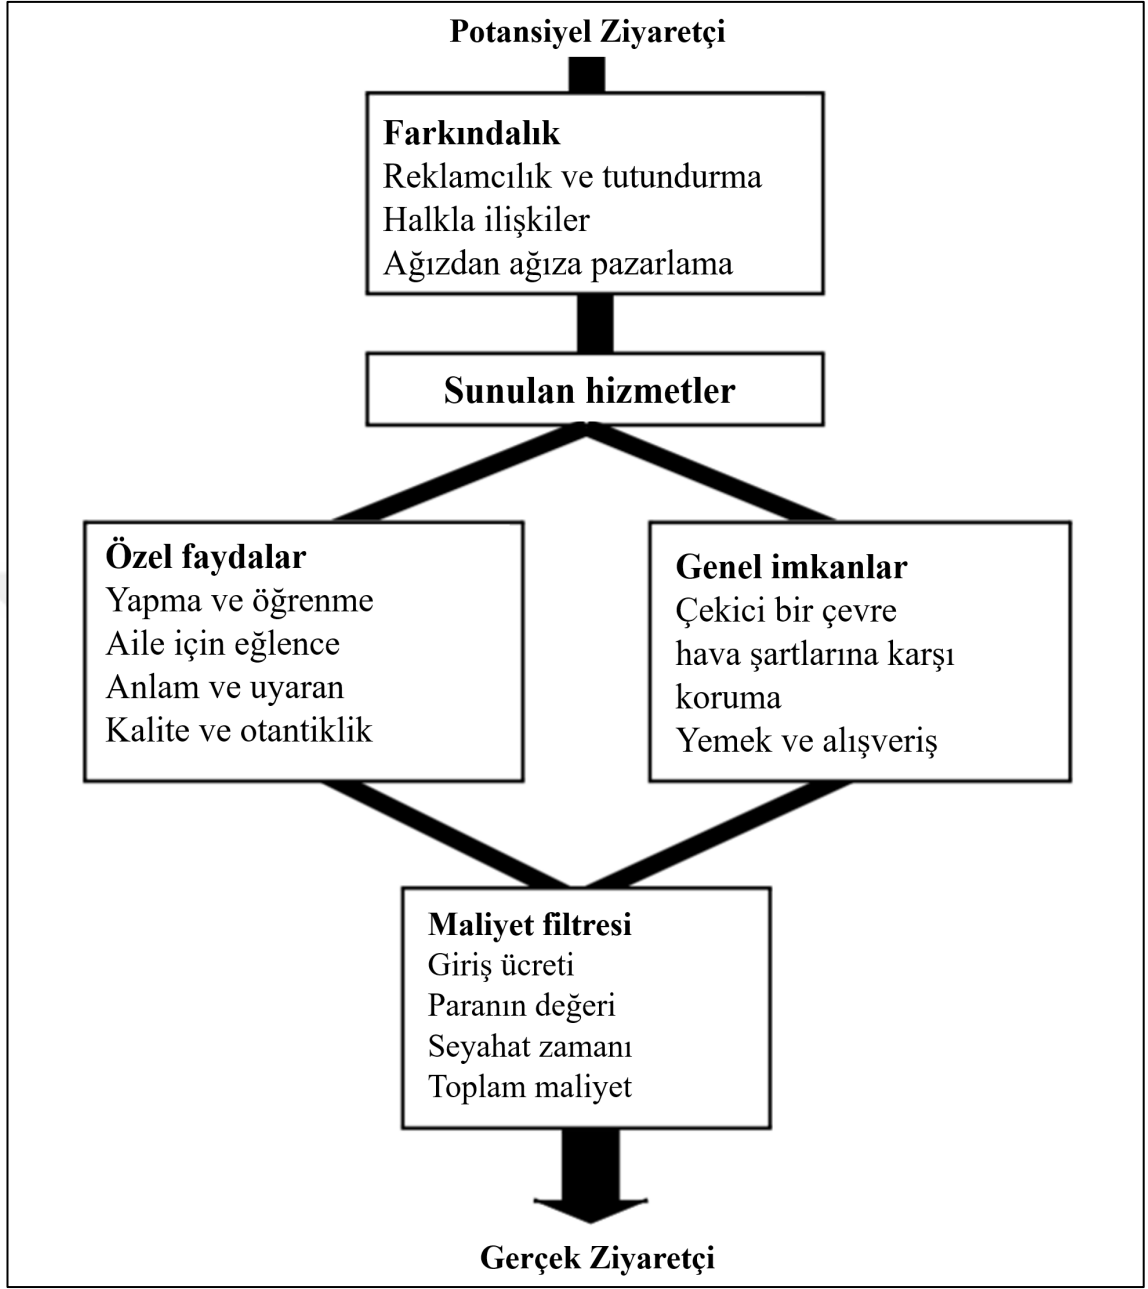 Potansiyel Ziyaretçi
Farkındalık
Reklamcılık ve tutundurma
Halkla ilişkiler
Ağızdan ağıza pazarlama
Sunulan hizmetler
Özel faydalar
Yapma ve öğrenme
Aile için eğlence
Anlam ve uyaran
Kalite ve otantiklik
Genel imkanlar
Çekici bir çevre
hava şartlarına karşı
koruma
Yemek ve alışveriş
Maliyet filtresi
Giriş ücreti
Paranın değeri
Seyahat zamanı
Toplam maliyet
Gerçek Ziyaretçi